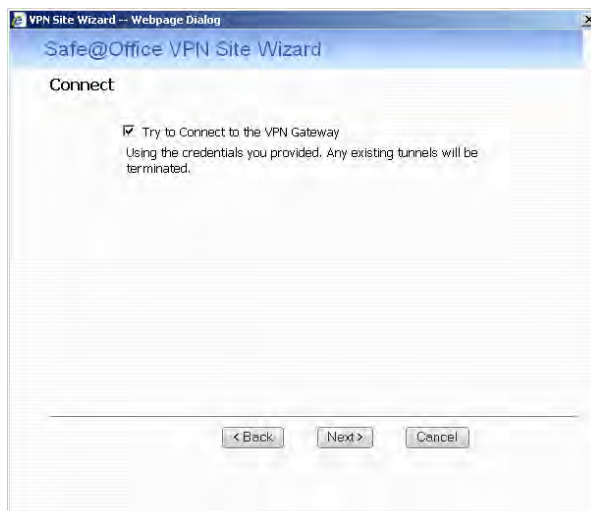 VPN Site Wizard -- Webpage Dialog
Safe@Office VPN Site Wizard
Connect
Try to Connect to the VPN Gateway
Using the credentials you provided. Any existing tunnels will be
terminated.
< Back Next > Cancel